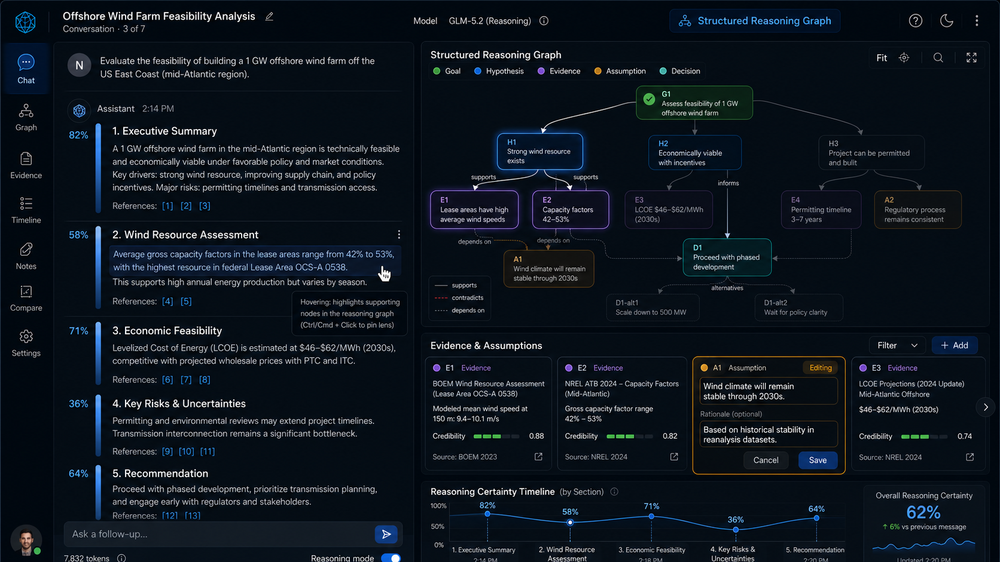 Offshore Wind Farm Feasibility Analysis
Conversation · 3 of 7
Model GLM-5.2 (Reasoning)
Structured Reasoning Graph
Chat
Graph
Evidence
Timeline
Notes
Compare
Settings
N
Evaluate the feasibility of building a 1 GW offshore wind farm off the
US East Coast (mid-Atlantic region).
Assistant 2:14 PM
82%
1. Executive Summary
A 1 GW offshore wind farm in the mid-Atlantic region is technically feasible
and economically viable under favorable policy and market conditions.
Key drivers: strong wind resource, improving supply chain, and policy
incentives. Major risks: permitting timelines and transmission access.
References: [1] [2] [3]
58%
2. Wind Resource Assessment
Average gross capacity factors in the lease areas range from 42% to 53%,
with the highest resource in federal Lease Area OCS-A 0538.
This supports high annual energy production but varies by season.
References: [4] [5]
Hovering: highlights supporting
nodes in the reasoning graph
(Ctrl/Cmd + Click to pin lens)
71%
3. Economic Feasibility
Levelized Cost of Energy (LCOE) is estimated at $46–$62/MWh (2030s),
competitive with projected wholesale prices with PTC and ITC.
References: [6] [7] [8]
36%
4. Key Risks & Uncertainties
Permitting and environmental reviews may extend project timelines.
Transmission interconnection remains a significant bottleneck.
References: [9] [10] [11]
64%
5. Recommendation
Proceed with phased development, prioritize transmission planning,
and engage early with regulators and stakeholders.
References: [12] [13]
Ask a follow-up...
7,832 tokens
Reasoning mode
Structured Reasoning Graph
Fit
Goal Hypothesis Evidence Assumption Decision
G1
Assess feasibility of 1 GW
offshore wind farm
H1
Strong wind resource
exists
H2
Economically viable
with incentives
H3
Project can be permitted
and bullt
supports
supports
informs
E1
Lease areas have high
average wind speeds
E2
Capacity factors
42–53%
E3
LCOE $46–$62/MWh
(2030s)
E4
Permitting timeline
3–7 years
A2
Regulatory process
remains consistent
depends on
depends on
A1
Wind climate will remain
stable through 2030s
D1
Proceed with phased
development
alternatives
D1-alt1
Scale down to 500 MW
D1-alt2
Wait for policy clarity
supports
contradicts
depends on
Evidence & Assumptions
Filter
+ Add
E1 Evidence
BOEM Wind Resource Assessment
(Lease Area OCS-A 0538)
Modeled mean wind speed at
150 m: 9.4–10.1 m/s
Credibility 0.88
Source: BOEM 2023
E2 Evidence
NREL ATB 2024 – Capacity Factors
(Mid-Atlantic)
Gross capacity factor range
42% – 53%
Credibility 0.82
Source: NREL 2024
A1 Assumption Editing
Wind climate will remain
stable through 2030s.
Rationale (optional)
Based on historical stability in
reanalysis datasets.
Cancel Save
E3 Evidence
LCOE Projections (2024 Update)
Mid-Atlantic Offshore
$46–$62/MWh (2030s)
Credibility 0.74
Source: NREL 2024
Reasoning Certainty Timeline (by Section)
100%
50%
0%
82%
58%
71%
36%
64%
1. Executive Summary
2:14 PM
2. Wind Resource
Assessment
3. Economic Feasibility
2:18 PM
4. Key Risks &
Uncertainties
5. Recommendation
2:20 PM
Overall Reasoning Certainty
62%
↑ 6% vs previous message
Updated 2:20 PM